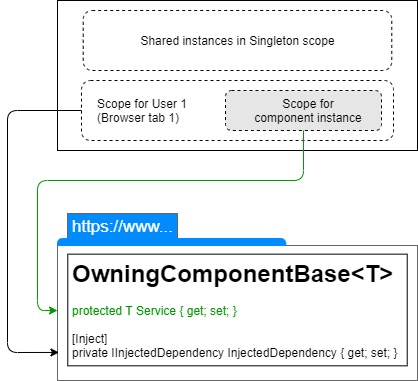 Shared instances in Singleton scope
Scope for User 1
(Browser tab 1)
Scope for
component instance
https://www...
OwningComponentBase<T>
protected T Service { get; set; }
[Inject]
private IInjectedDependency InjectedDependency { get; set; }